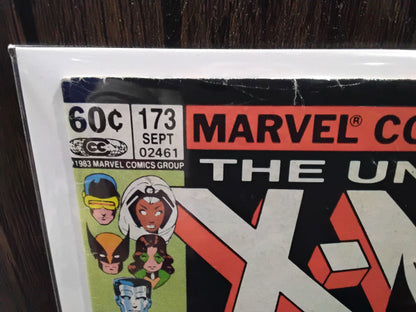 60¢
173
SEPT
02461
CC
©1983 MARVEL COMICS GROUP
MARVEL® CO
THE UN
X-M